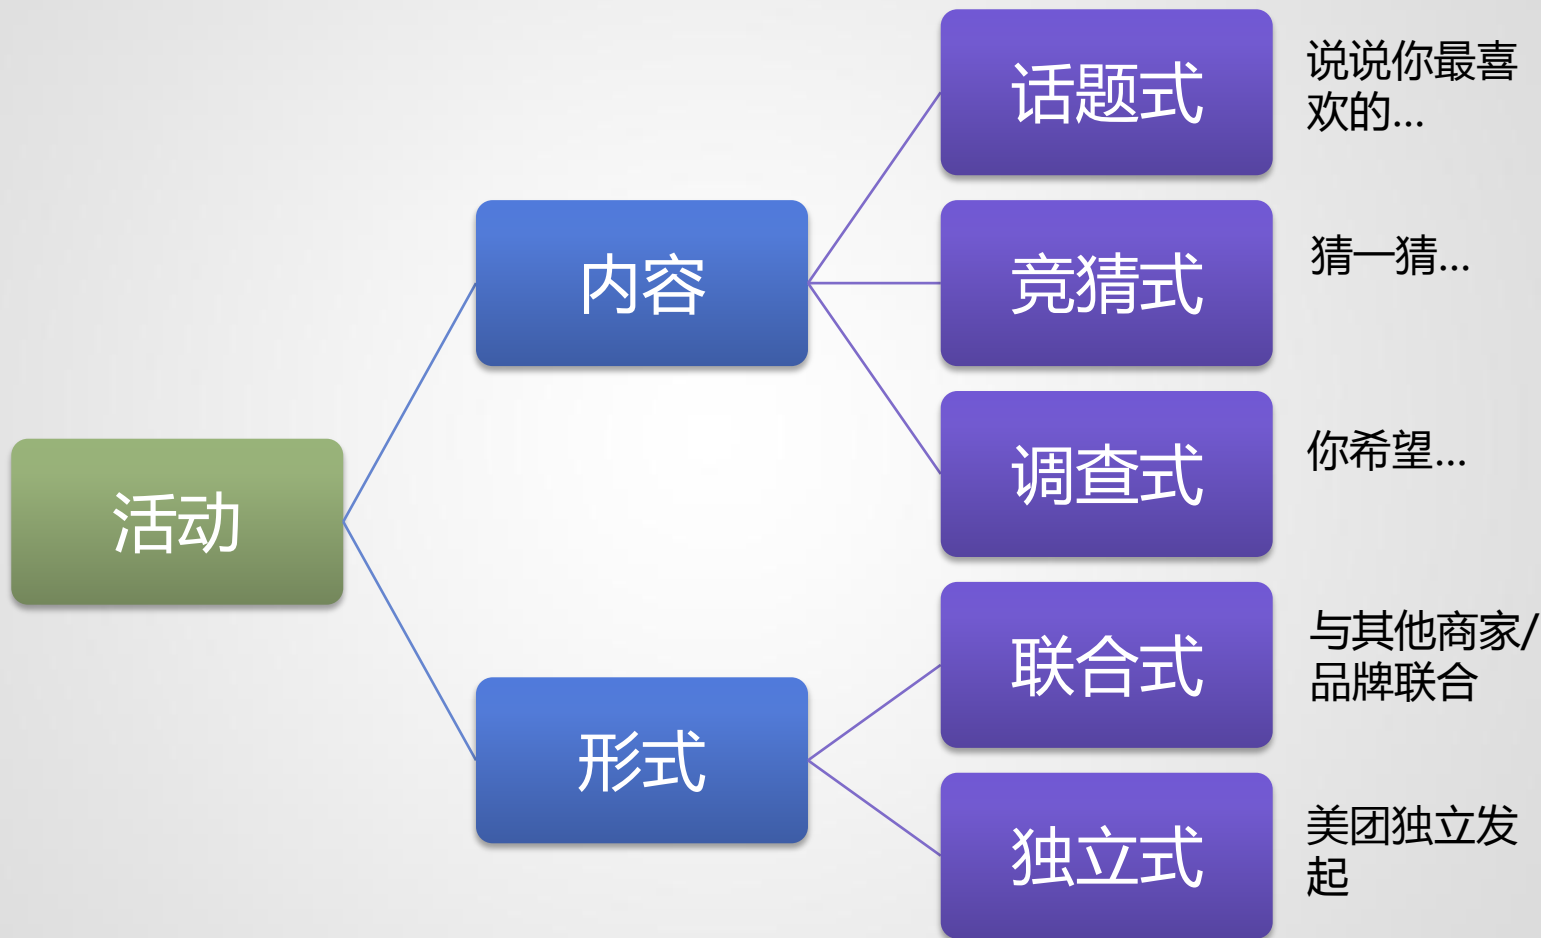 话题式
说说你最喜
欢的...
内容
竞猜式
猜一猜...
调查式
你希望...
活动
联合式
与其他商家/
品牌联合
形式
独立式
美团独立发
起